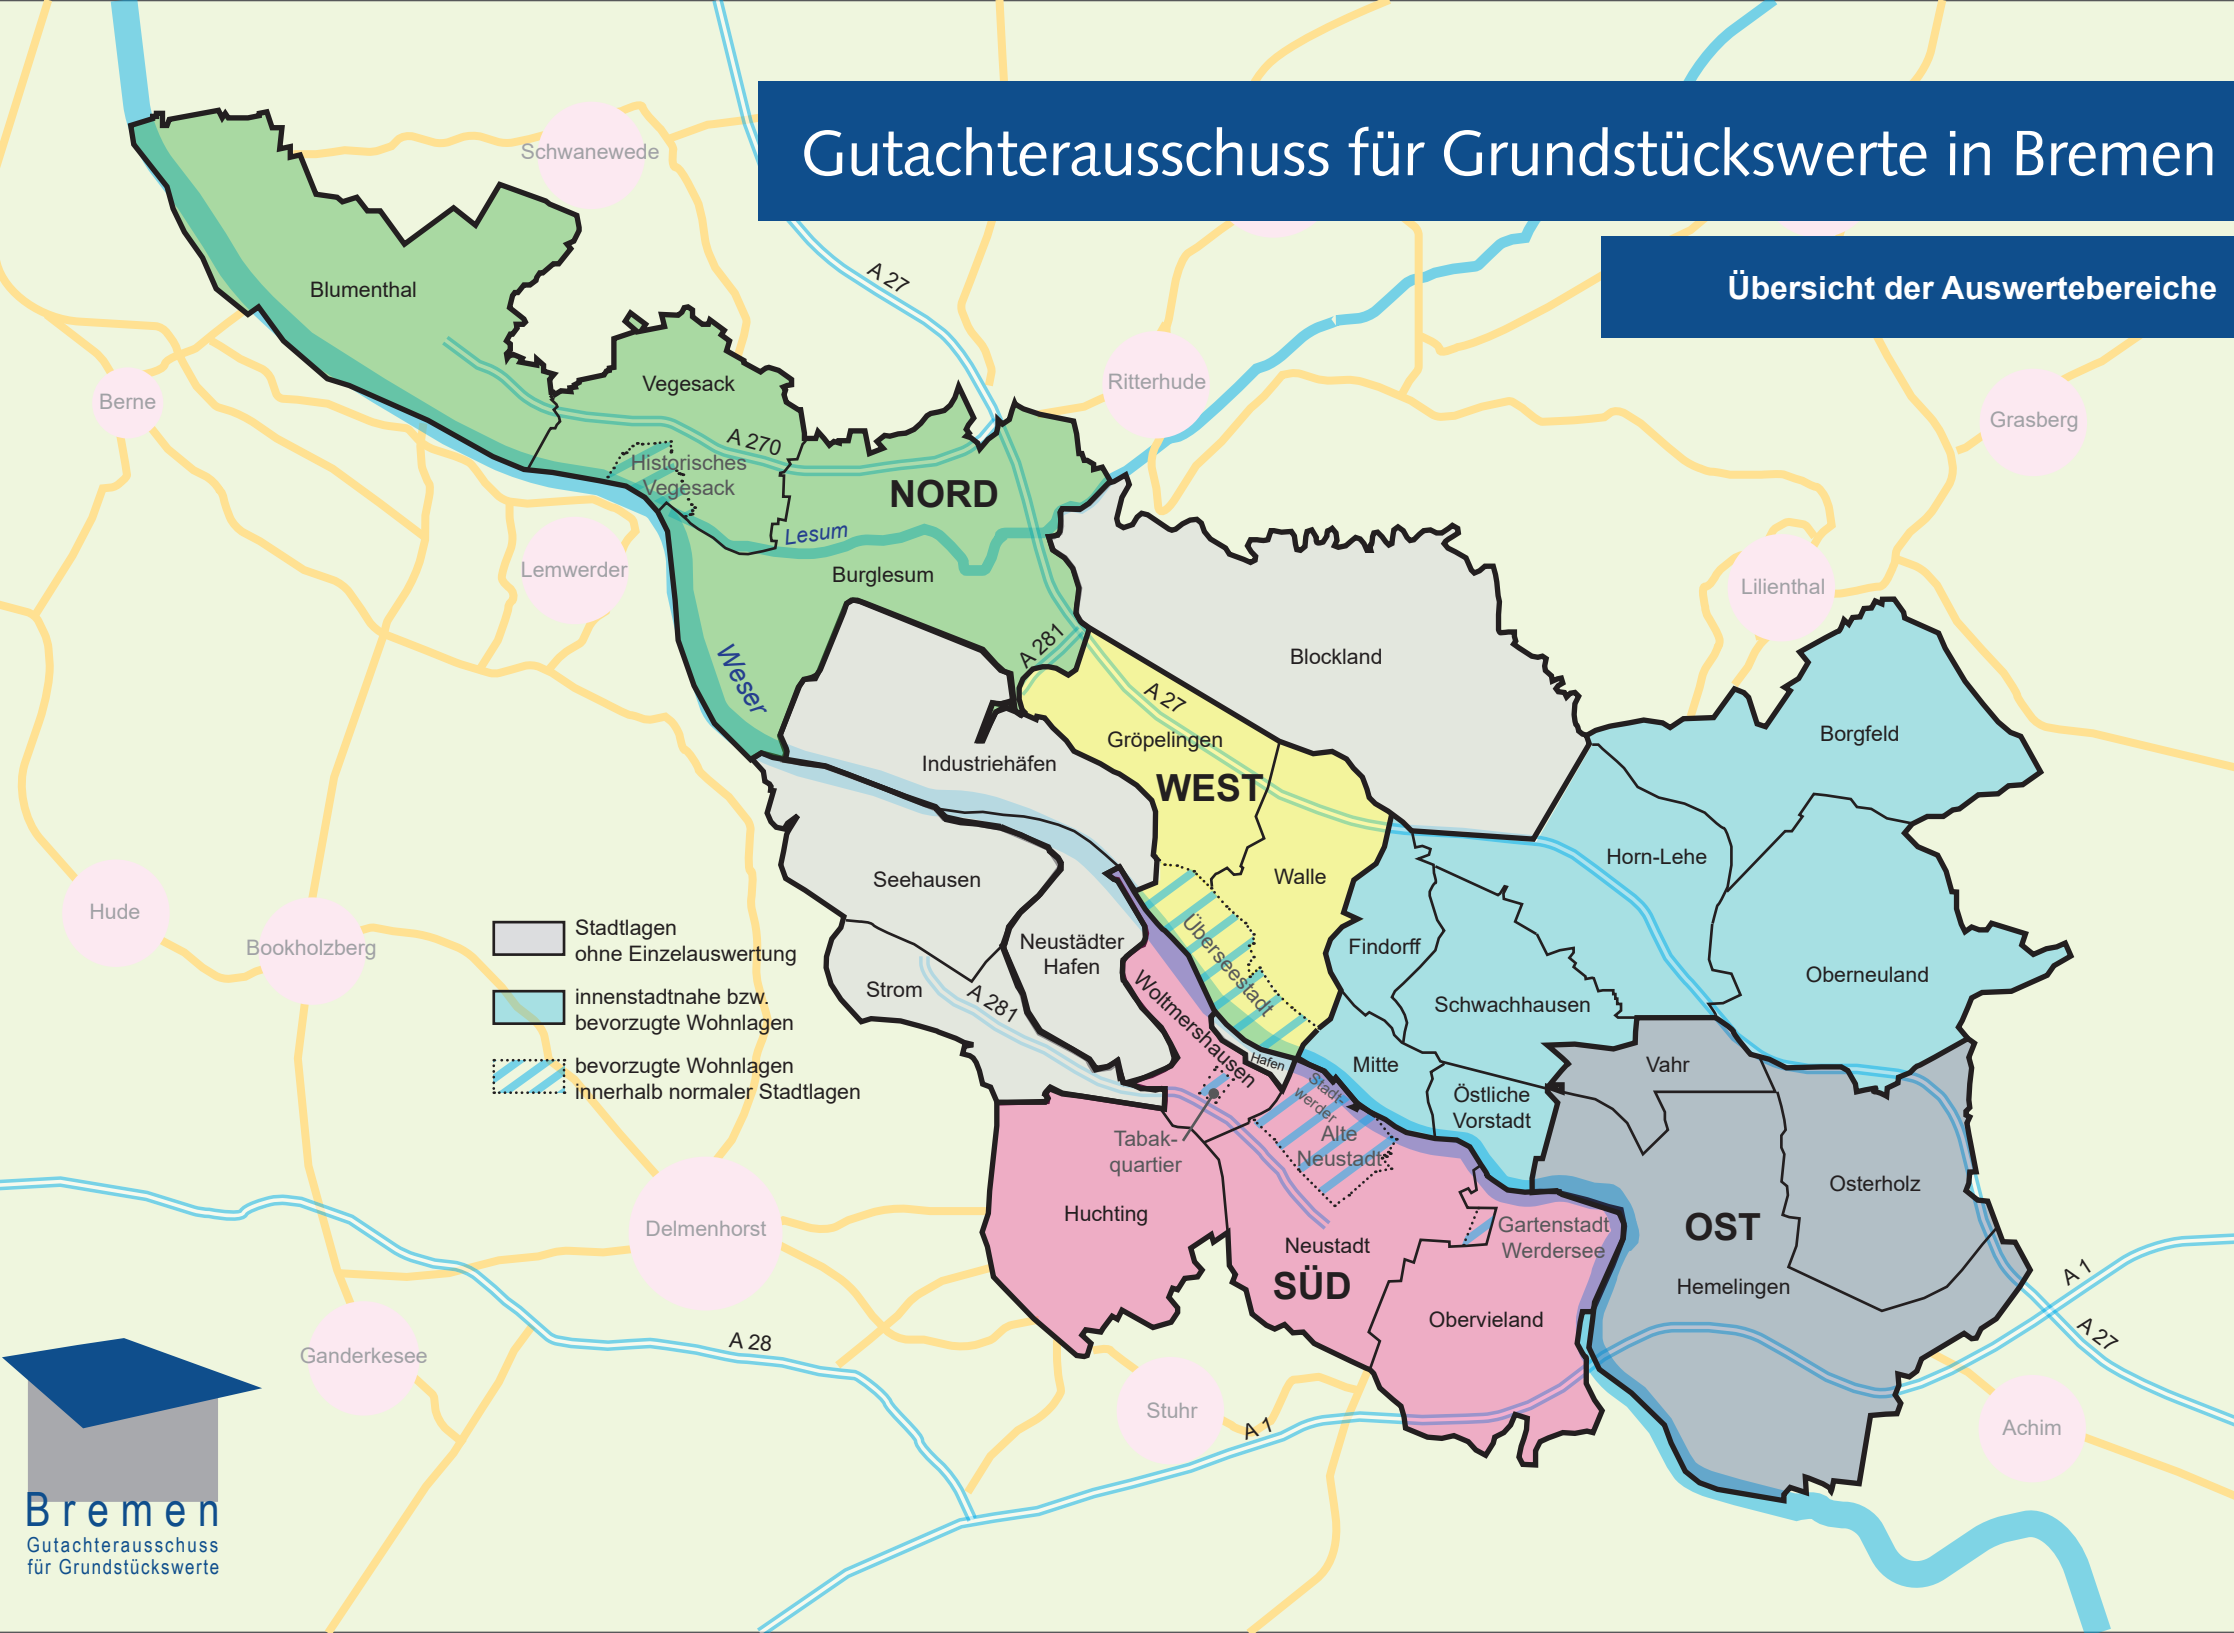 Gutachterausschuss für Grundstückswerte in Bremen
Übersicht der Auswertebereiche
Schwanewede
A 27
Blumenthal
Berne
Vegesack
A 270
Historisches
Vegesack
NORD
Lesum
Burglesum
Ritterhude
Grasberg
Lemwerder
Lilienthal
Weser
A 281
A 27
Blockland
Borgfeld
Gröpelingen
WEST
Industriehäfen
Horn-Lehe
Walle
Seehausen
Hude
Bookholzberg
Stadtlagen
ohne Einzelauswertung
innenstadtnahe bzw.
bevorzugte Wohnlagen
bevorzugte Wohnlagen
innerhalb normaler Stadtlagen
Neustädter
Hafen
Überseestadt
Findorff
Oberneuland
Strom
A 281
Woltmershausen
Schwachhausen
Hafen
Mitte
Vahr
Stadt-
werder
Östliche
Vorstadt
Alte
Neustadt
Tabak-
quartier
Osterholz
Huchting
Delmenhorst
Gartenstadt
Werdersee
OST
Neustadt
SÜD
Hemelingen
A 1
Obervieland
A 28
A 27
Ganderkesee
Stuhr
A 1
Achim
Bremen
Gutachterausschuss
für Grundstückswerte